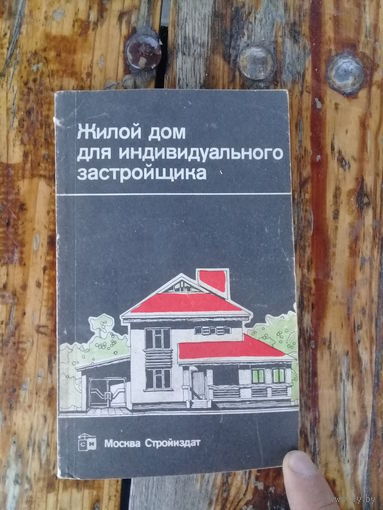 Жилой дом
для индивидуального
застройщика
Москва Стройиздат